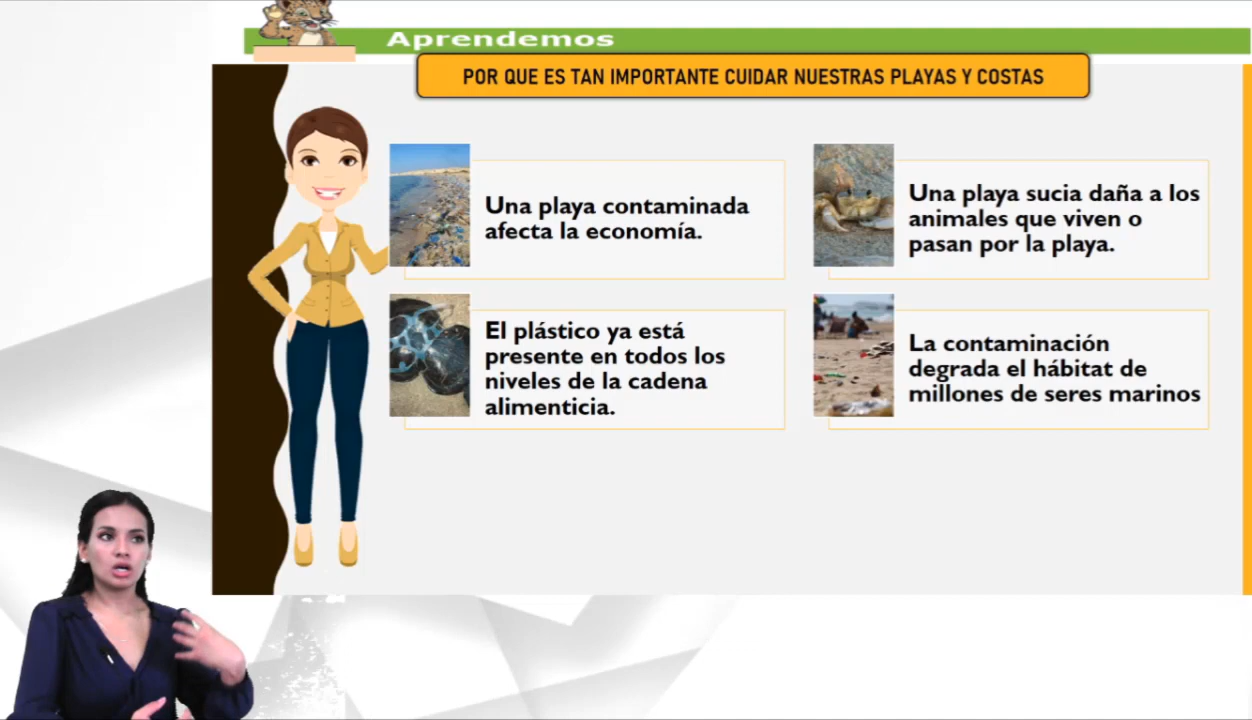 Aprendemos
POR QUE ES TAN IMPORTANTE CUIDAR NUESTRAS PLAYAS Y COSTAS
Una playa contaminada
afecta la economía.
Una playa sucia daña a los
animales que viven o
pasan por la playa.
El plástico ya está
presente en todos los
niveles de la cadena
alimenticia.
La contaminación
degrada el hábitat de
millones de seres marinos